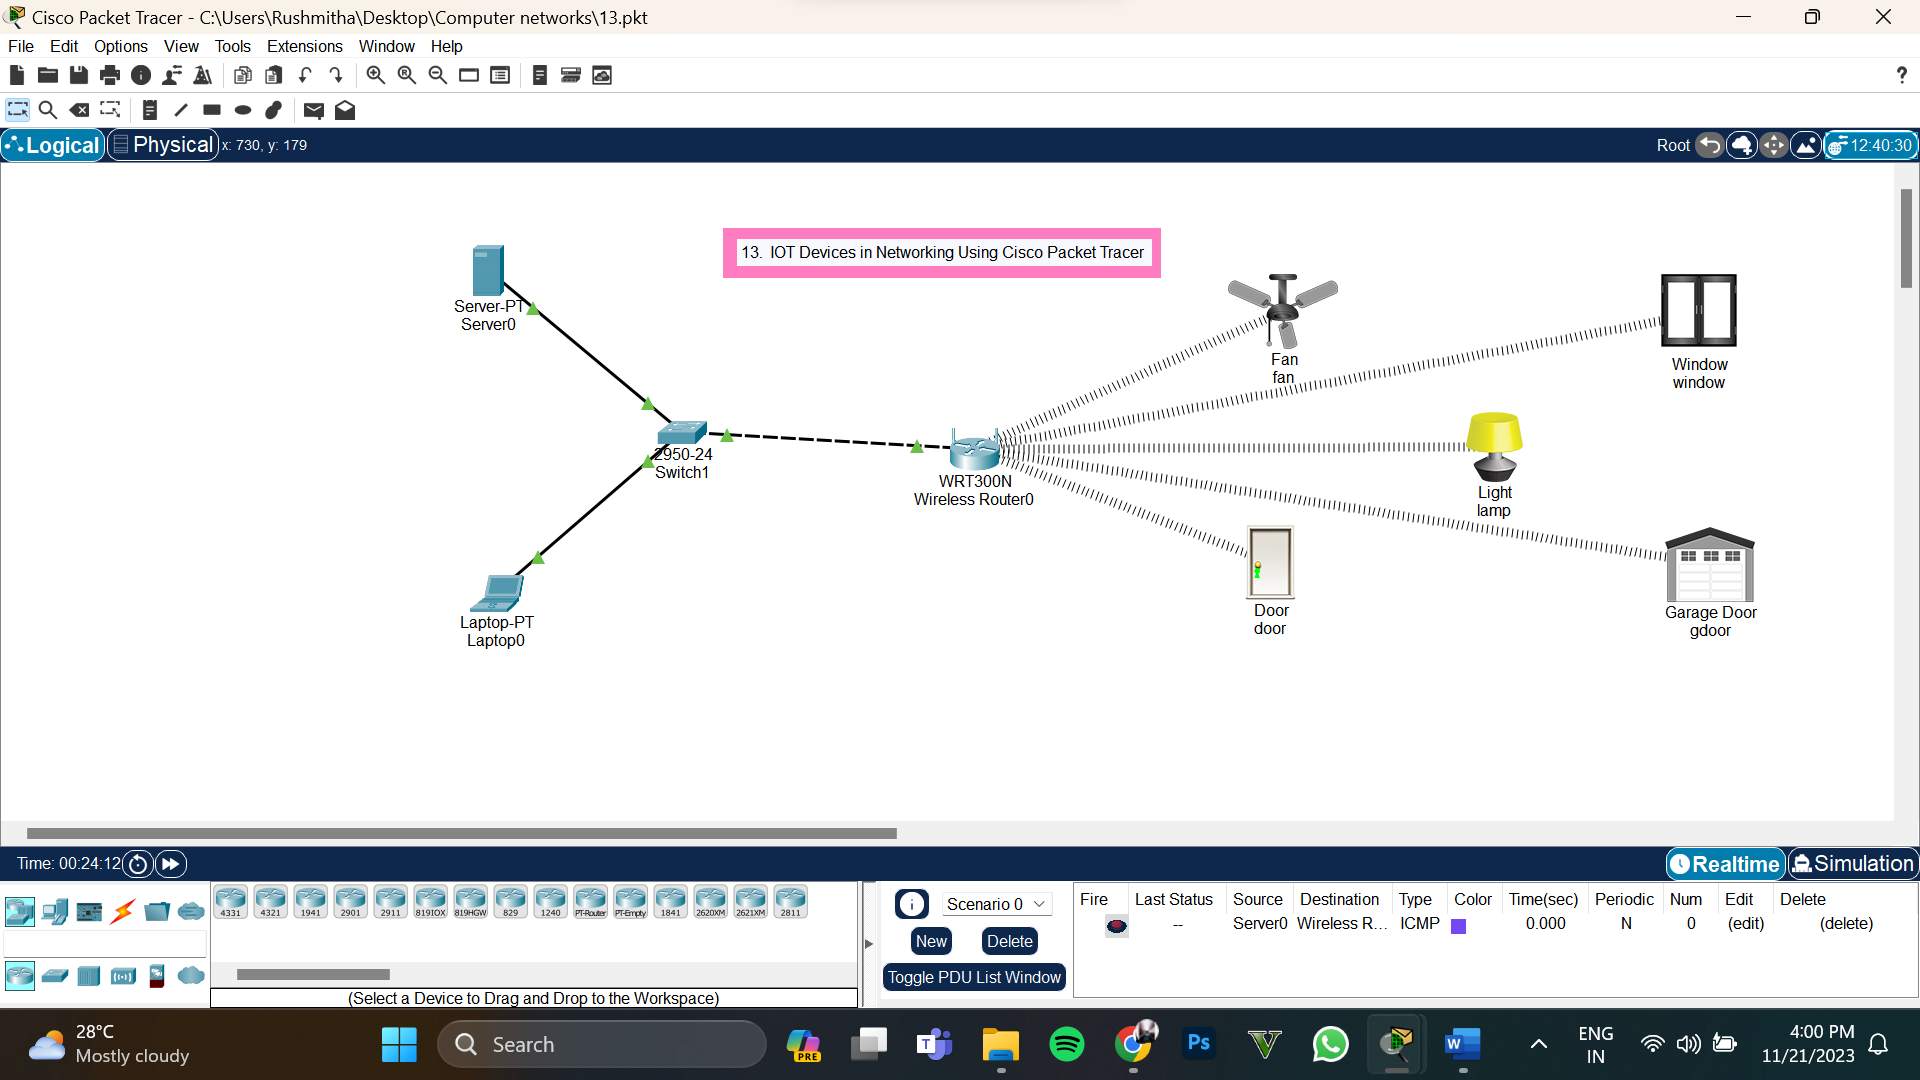 Cisco Packet Tracer - C:\Users\Rushmitha\Desktop\Computer networks\13.pkt
File Edit Options View Tools Extensions Window Help
?
Logical Physical x: 730, y: 179 Root 12:40:30
13. IOT Devices in Networking Using Cisco Packet Tracer
Server-PT
Server0
Fan
fan
Window
window
2950-24
Switch1
WRT300N
Wireless Router0
Light
lamp
Door
door
Garage Door
gdoor
Laptop-PT
Laptop0
Time: 00:24:12 Realtime Simulation
4331 4321 1941 2901 2911 819IOX 819HGW 829 1240 PT-Router PT-Empty 1841 2620XM 2621XM 2811
(Select a Device to Drag and Drop to the Workspace)
Scenario 0
New Delete
Toggle PDU List Window
Fire Last Status Source Destination Type Color Time(sec) Periodic Num Edit Delete
-- Server0 Wireless R... ICMP 0.000 N 0 (edit) (delete)
28°C
Mostly cloudy
Search
PRE
T
Ps
V
W
ENG
IN
4:00 PM
11/21/2023